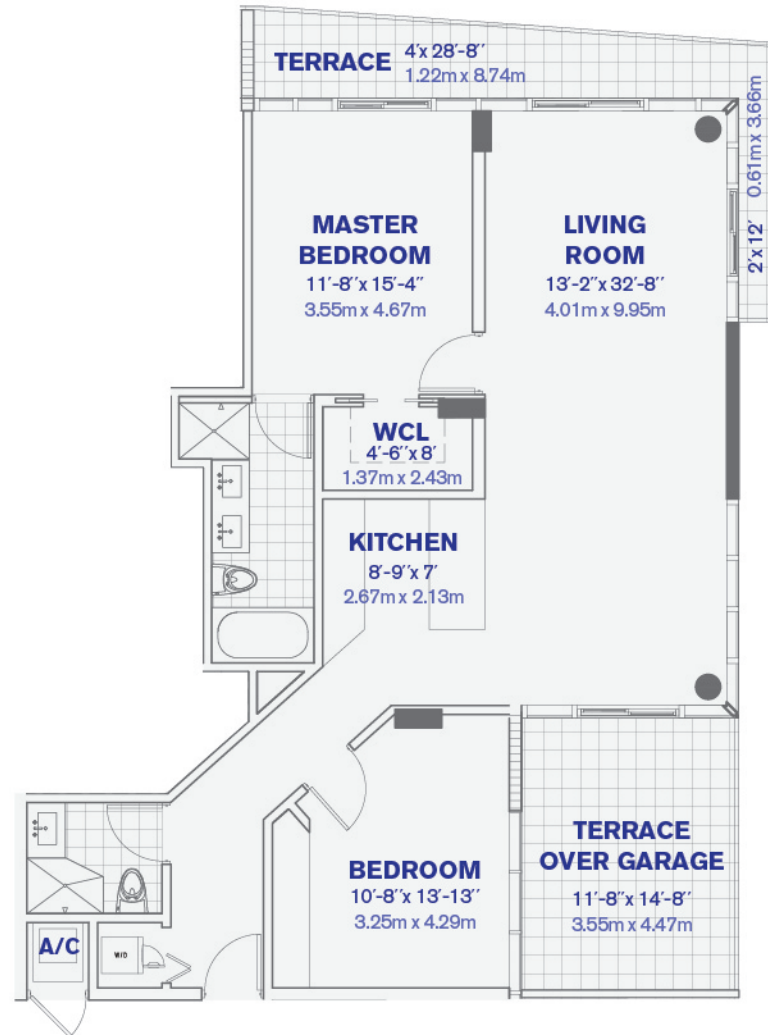 TERRACE
4'x 28'-8''
1.22m x 8.74m
2'x 12' 0.61m x 3.66m
MASTER
BEDROOM
11'-8''x 15'-4''
3.55m x 4.67m
LIVING
ROOM
13'-2''x 32'-8''
4.01m x 9.95m
WCL
4'-6''x 8'
1.37m x 2.43m
KITCHEN
8'-9''x 7'
2.67m x 2.13m
BEDROOM
10'-8''x 13'-13''
3.25m x 4.29m
TERRACE
OVER GARAGE
11'-8''x 14'-8''
3.55m x 4.47m
A/C
W/D